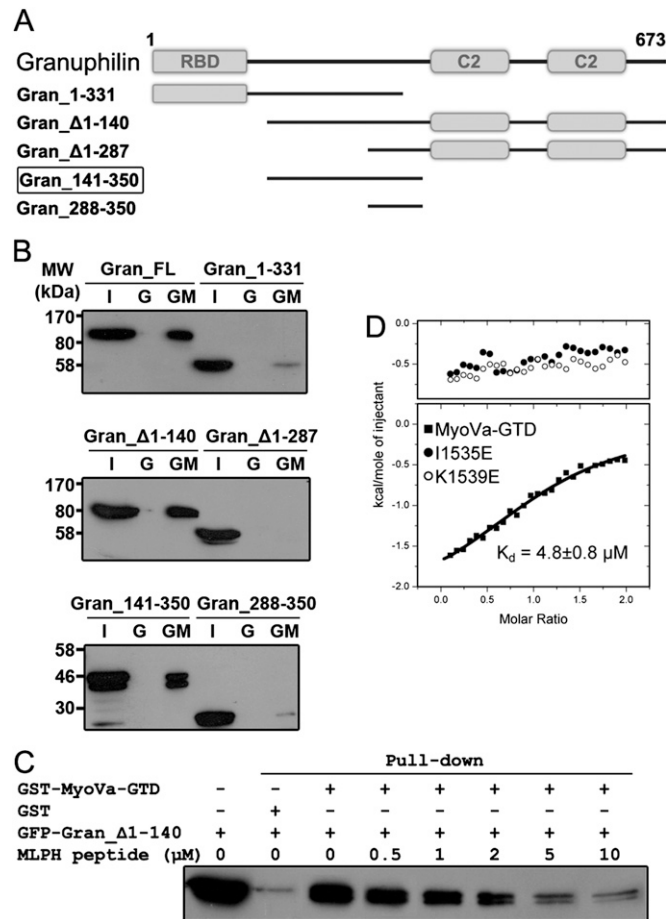 A
1 673
Granuphilin RBD C2 C2
Gran_1-331
Gran_Δ1-140
Gran_Δ1-287
Gran_141-350
Gran_288-350
B
MW
(kDa)
Gran_FL Gran_1-331
I G GM I G GM
170
80
58
Gran_Δ1-140 Gran_Δ1-287
I G GM I G GM
170
80
58
Gran_141-350 Gran_288-350
I G GM I G GM
58
46
30
D
0.0
-0.5
0.0
-0.5
-1.0
-1.5
-2.0
kcal/mole of injectant
MyoVa-GTD
I1535E
K1539E
Kd = 4.8±0.8 µM
0.0 0.5 1.0 1.5 2.0
Molar Ratio
C
Pull-down
GST-MyoVa-GTD - - + + + + + +
GST - + - - - - - -
GFP-Gran_Δ1-140 + + + + + + + +
MLPH peptide (µM) 0 0 0 0.5 1 2 5 10